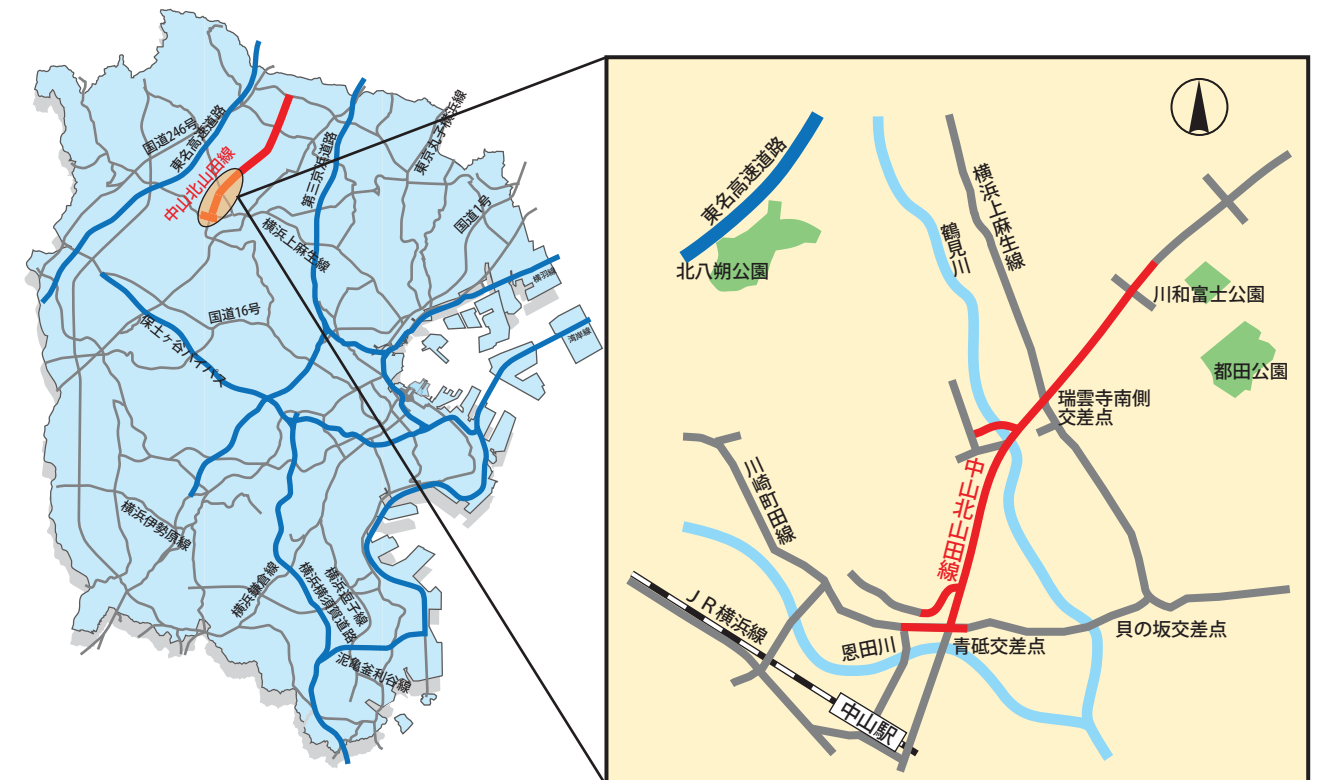 国道246号
東名高速道路
中山北山田線
第三京浜道路
東京丸子横浜線
国道1号
横浜上麻生線
横羽線
湾岸線
国道16号
保土ヶ谷バイパス
横浜伊勢原線
横浜鎌倉線
横浜横須賀道路
横浜逗子線
泥亀釜利谷線
東名高速道路
北八朔公園
鶴見川
横浜上麻生線
川和富士公園
都田公園
瑞雲寺南側
交差点
川崎町田線
中山北山田線
JR横浜線
恩田川
青砥交差点
貝の坂交差点
中山駅